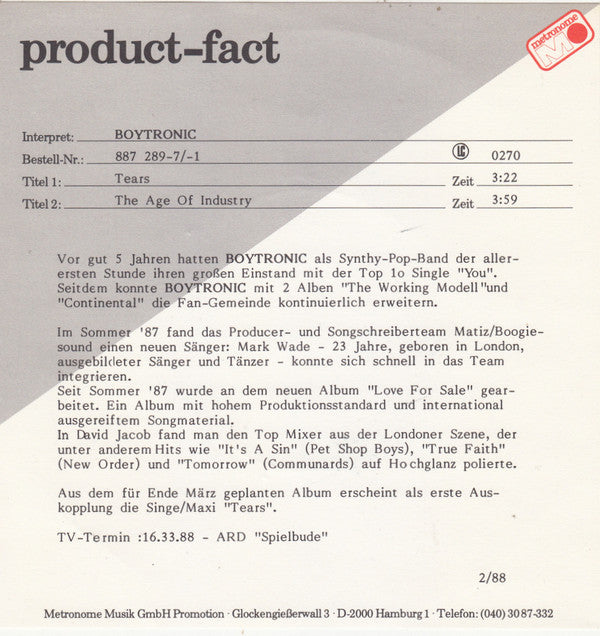 product-fact
metronome
M
Interpret: BOYTRONIC
Bestell-Nr.: 887 289-7/-1 LC 0270
Titel 1: Tears Zeit 3:22
Titel 2: The Age Of Industry Zeit 3:59
Vor gut 5 Jahren hatten BOYTRONIC als Synthy-Pop-Band der aller-
ersten Stunde ihren großen Einstand mit der Top 1o Single "You".
Seitdem konnte BOYTRONIC mit 2 Alben "The Working Modell"und
"Continental" die Fan-Gemeinde kontinuierlich erweitern.
Im Sommer '87 fand das Producer- und Songschreiberteam Matiz/Boogie-
sound einen neuen Sänger: Mark Wade - 23 Jahre, geboren in London,
ausgebildeter Sänger und Tänzer - konnte sich schnell in das Team
integrieren.
Seit Sommer '87 wurde an dem neuen Album "Love For Sale" gear-
beitet. Ein Album mit hohem Produktionsstandard und international
ausgereiftem Songmaterial.
In David Jacob fand man den Top Mixer aus der Londoner Szene, der
unter anderem Hits wie "It's A Sin" (Pet Shop Boys), "True Faith"
(New Order) und "Tomorrow" (Communards) auf Hochglanz polierte.
Aus dem für Ende März geplanten Album erscheint als erste Aus-
kopplung die Singe/Maxi "Tears".
TV-Termin :16.33.88 - ARD "Spielbude"
2/88
Metronome Musik GmbH Promotion · Glockengießerwall 3 · D-2000 Hamburg 1 · Telefon: (040) 30 87-332